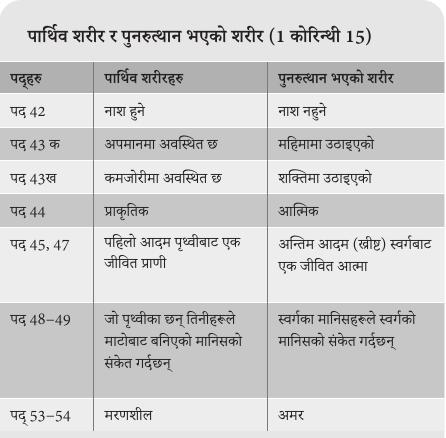 पार्थिव शरीर र पुनरुत्थान भएको शरीर (1 कोरिन्थी 15)
पद्हरु पार्थिव शरीरहरु पुनरुत्थान भएको शरीर
पद 42 नाश हुने नाश नहुने
पद 43 क अपमानमा अवस्थित छ महिमामा उठाइएको
पद 43ख कमजोरीमा अवस्थित छ शक्तिमा उठाइएको
पद 44 प्राकृतिक आत्मिक
पद 45, 47 पहिलो आदम पृथ्वीबाट एक अन्तिम आदम (ख्रीष्ट) स्वर्गबाट
जीवित प्राणी एक जीवित आत्मा
पद 48–49 जो पृथ्वीका छन् तिनीहरूले स्वर्गका मानिसहरूले स्वर्गको
माटोबाट बनिएको मानिसको मानिसको संकेत गर्दछन्
संकेत गर्दछन्
पद् 53–54 मरणशील अमर